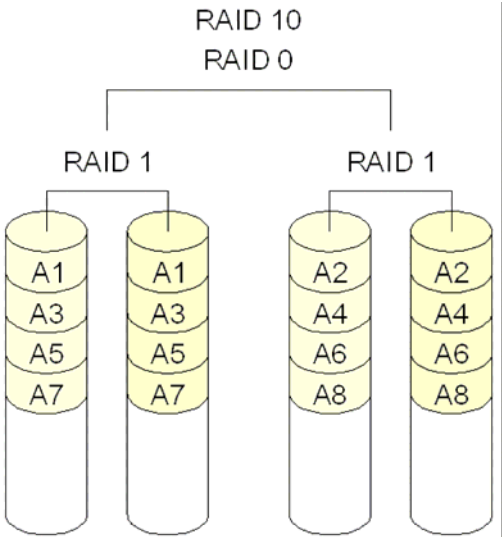 RAID 10
RAID 0
RAID 1 RAID 1
A1 A1 A2 A2
A3 A3 A4 A4
A5 A5 A6 A6
A7 A7 A8 A8